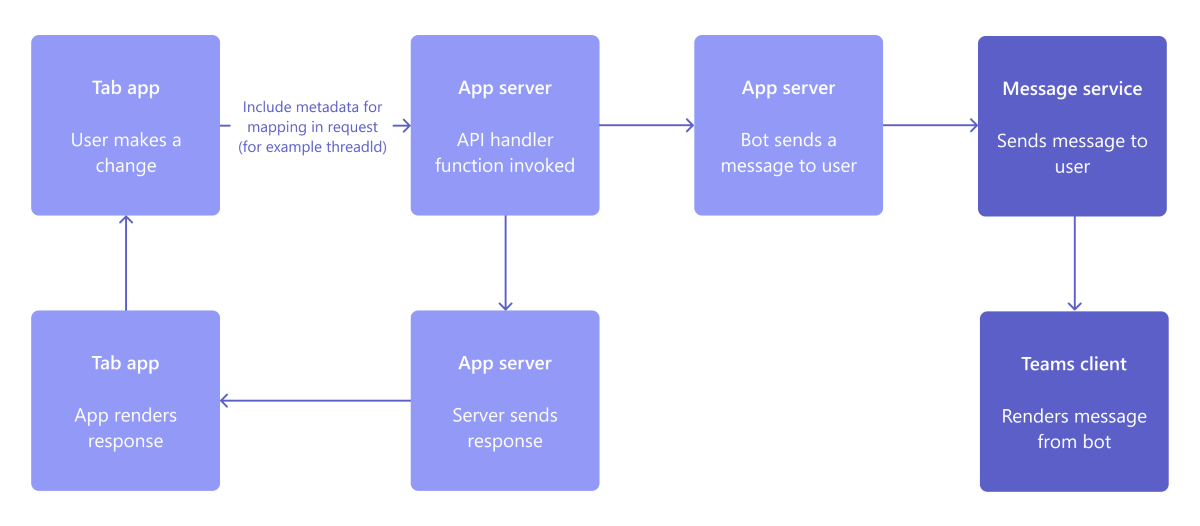 Tab app
User makes a
change
Include metadata for
mapping in request
(for example threadId)
App server
API handler
function invoked
App server
Bot sends a
message to user
Message service
Sends message to
user
Tab app
App renders
response
App server
Server sends
response
Teams client
Renders message
from bot